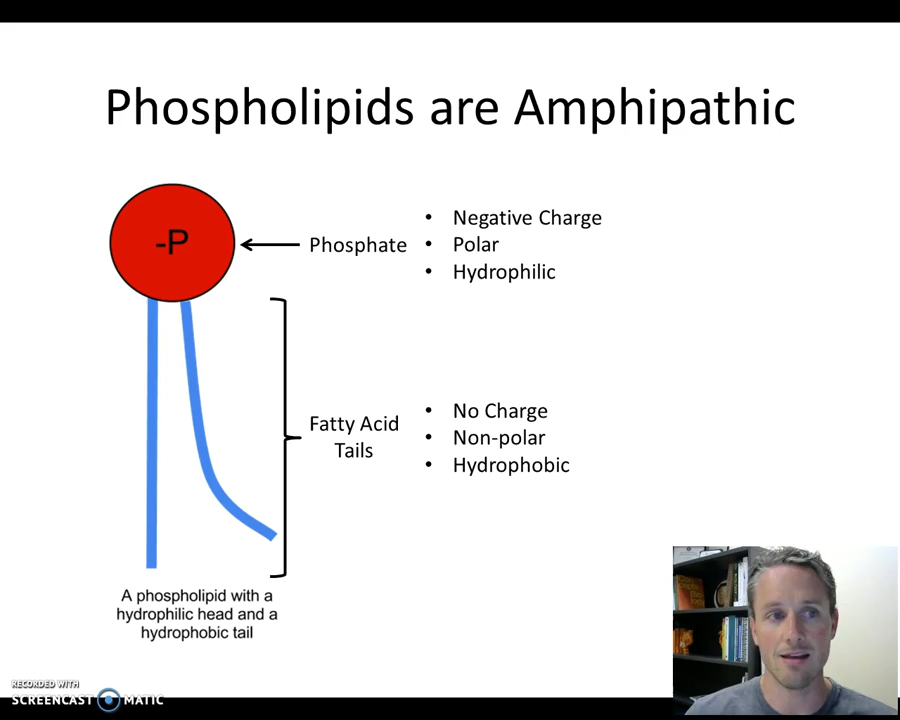 Phospholipids are Amphipathic
-P
Phosphate
• Negative Charge
• Polar
• Hydrophilic
Fatty Acid
Tails
• No Charge
• Non-polar
• Hydrophobic
A phospholipid with a
hydrophilic head and a
hydrophobic tail
RECORDED WITH
SCREENCAST MATIC